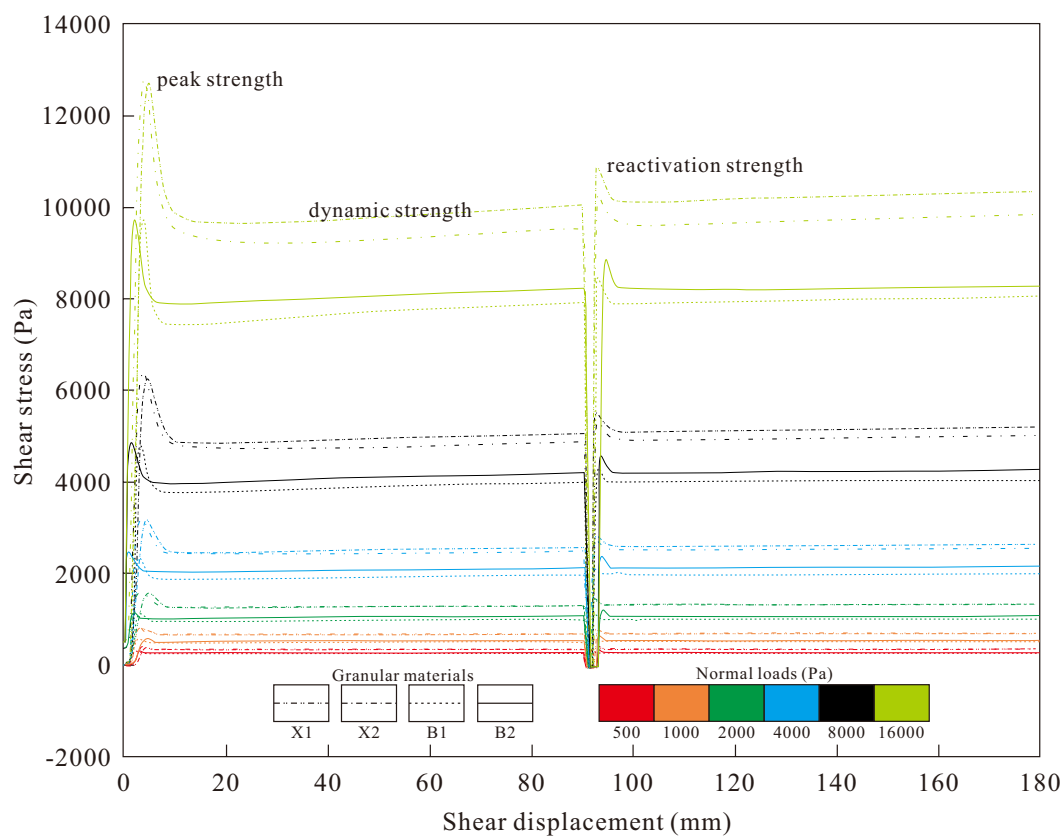 14000
12000
10000
8000
6000
4000
2000
0
-2000
Shear stress (Pa)
peak strength
dynamic strength
reactivation strength
Granular materials
X1 X2 B1 B2
Normal loads (Pa)
500 1000 2000 4000 8000 16000
0 20 40 60 80 100 120 140 160 180
Shear displacement (mm)